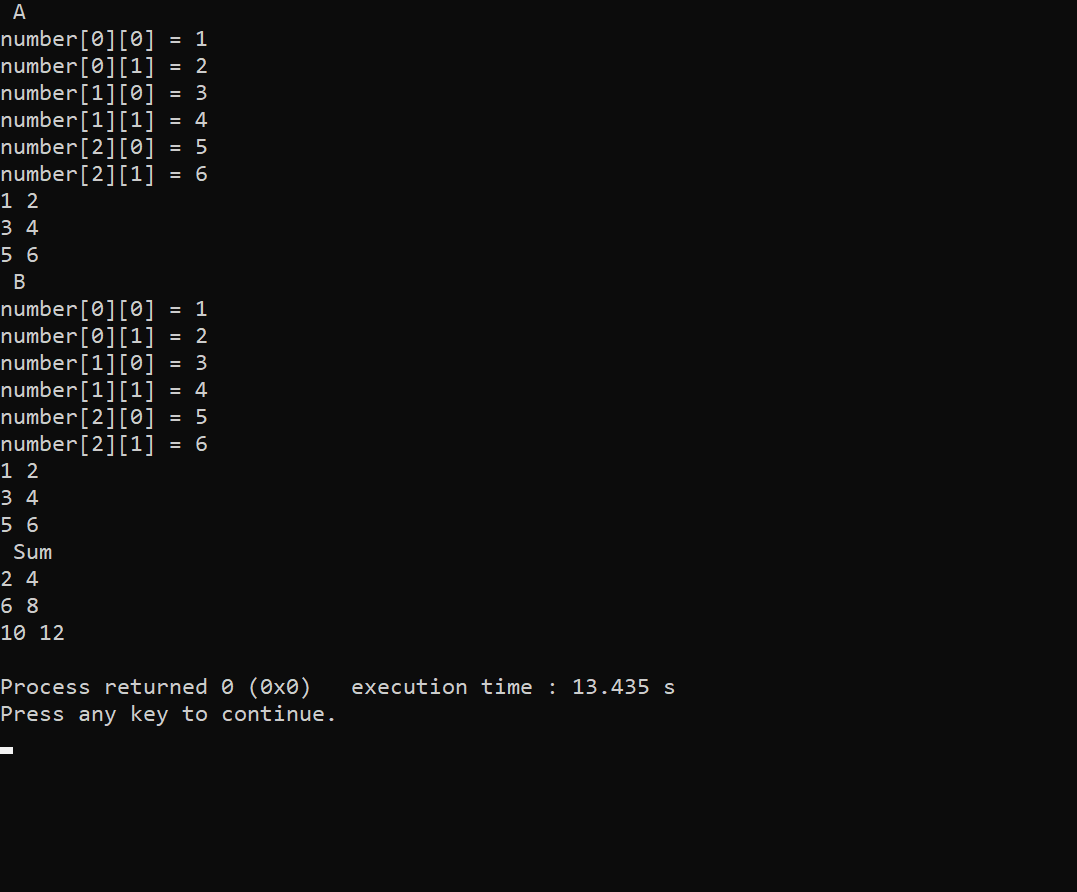 A
number[0][0] = 1
number[0][1] = 2
number[1][0] = 3
number[1][1] = 4
number[2][0] = 5
number[2][1] = 6
1 2
3 4
5 6
B
number[0][0] = 1
number[0][1] = 2
number[1][0] = 3
number[1][1] = 4
number[2][0] = 5
number[2][1] = 6
1 2
3 4
5 6
Sum
2 4
6 8
10 12
Process returned 0 (0x0)   execution time : 13.435 s
Press any key to continue.